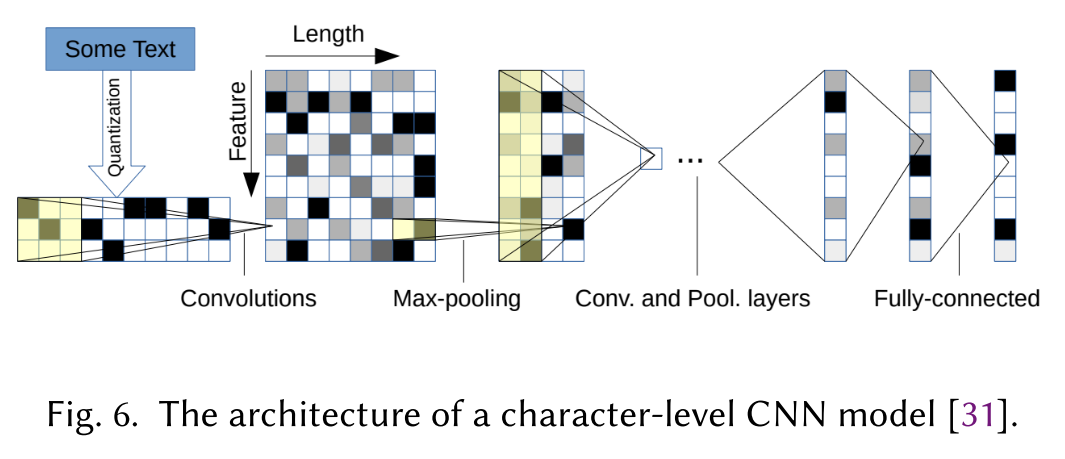 Some Text
Quantization
Length
Feature
...
Convolutions
Max-pooling
Conv. and Pool. layers
Fully-connected
Fig. 6. The architecture of a character-level CNN model [31].